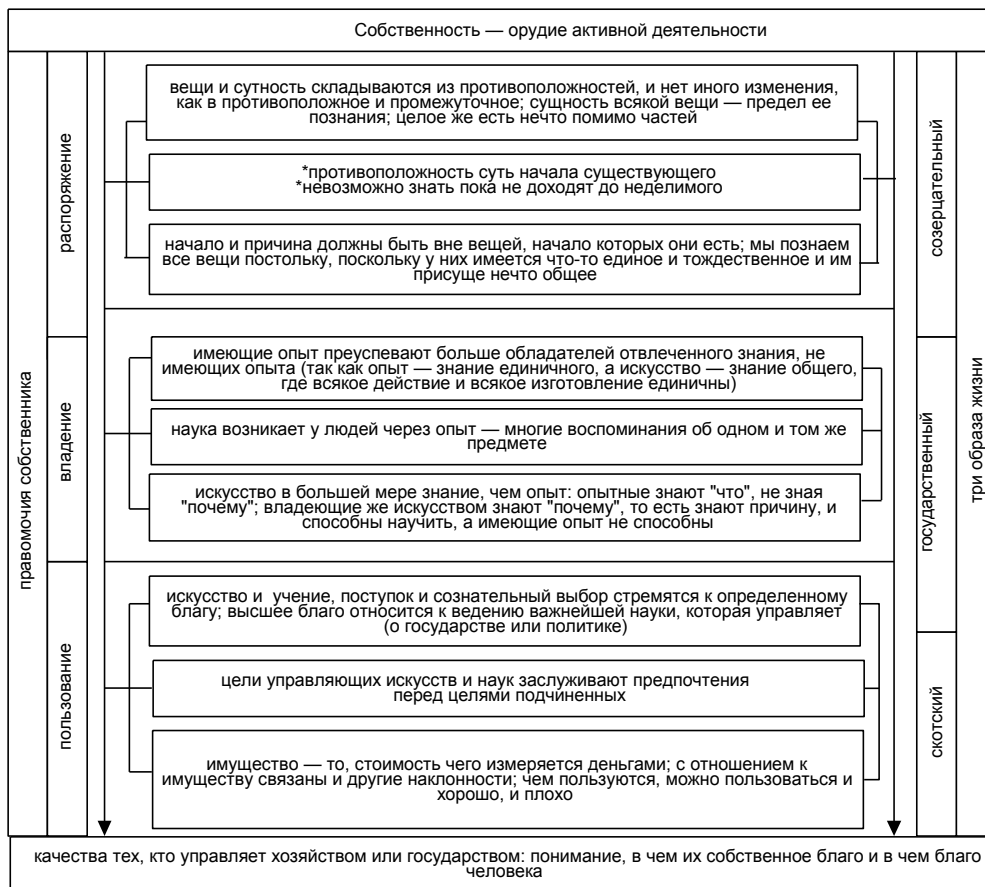 Собственность — орудие активной деятельности
правомочия собственника
распоряжение
вещи и сутность складываются из противоположностей, и нет иного изменения,
как в противоположное и промежуточное; сущность всякой вещи — предел ее
познания; целое же есть нечто помимо частей
*противоположность суть начала существующего
*невозможно знать пока не доходят до неделимого
начало и причина должны быть вне вещей, начало которых они есть; мы познаем
все вещи постольку, поскольку у них имеется что-то единое и тождественное и им
присуще нечто общее
созерцательный
три образа жизни
владение
имеющие опыт преуспевают больше обладателей отвлеченного знания, не
имеющих опыта (так как опыт — знание единичного, а искусство — знание общего,
где всякое действие и всякое изготовление единичны)
наука возникает у людей через опыт — многие воспоминания об одном и том же
предмете
искусство в большей мере знание, чем опыт: опытные знают "что", не зная
"почему"; владеющие же искусством знают "почему", то есть знают причину, и
способны научить, а имеющие опыт не способны
государственный
пользование
искусство и учение, поступок и сознательный выбор стремятся к определенному
благу; высшее благо относится к ведению важнейшей науки, которая управляет
(о государстве или политике)
цели управляющих искусств и наук заслуживают предпочтения
перед целями подчиненных
имущество — то, стоимость чего измеряется деньгами; с отношением к
имуществу связаны и другие наклонности; чем пользуются, можно пользоваться и
хорошо, и плохо
скотский
качества тех, кто управляет хозяйством или государством: понимание, в чем их собственное благо и в чем благо
человека